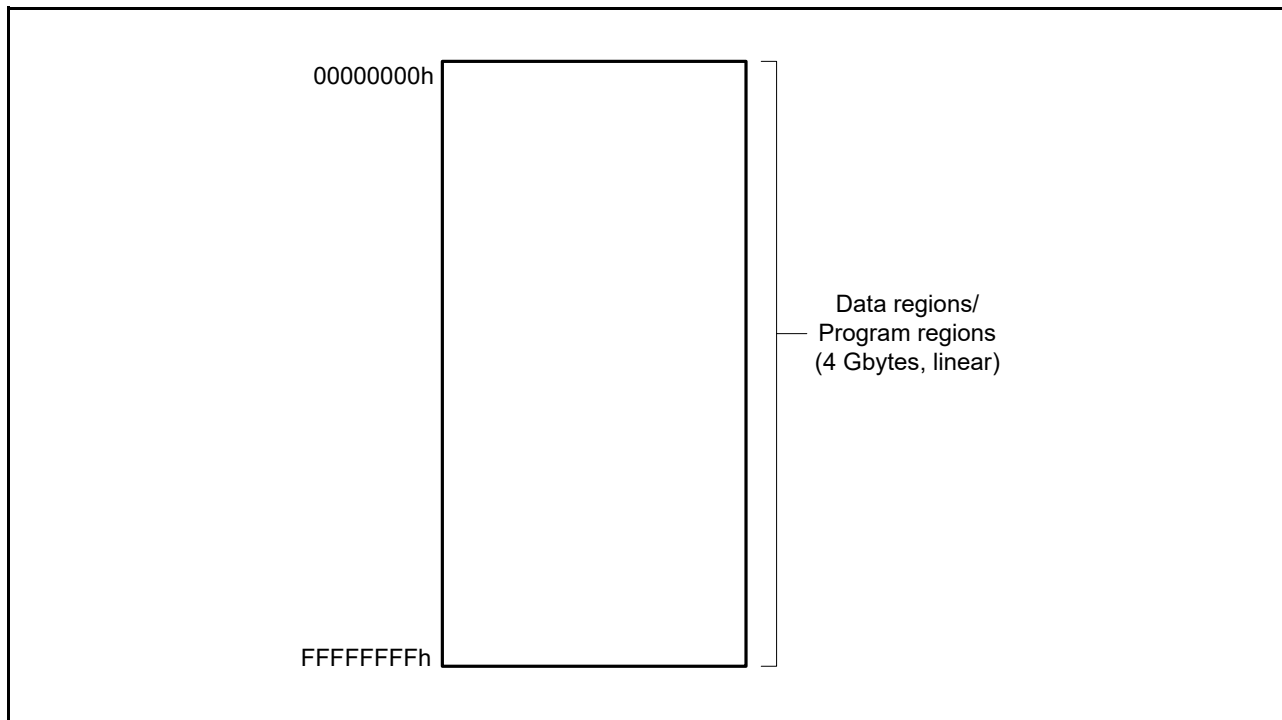 00000000h
Data regions/
Program regions
(4 Gbytes, linear)
FFFFFFFFh